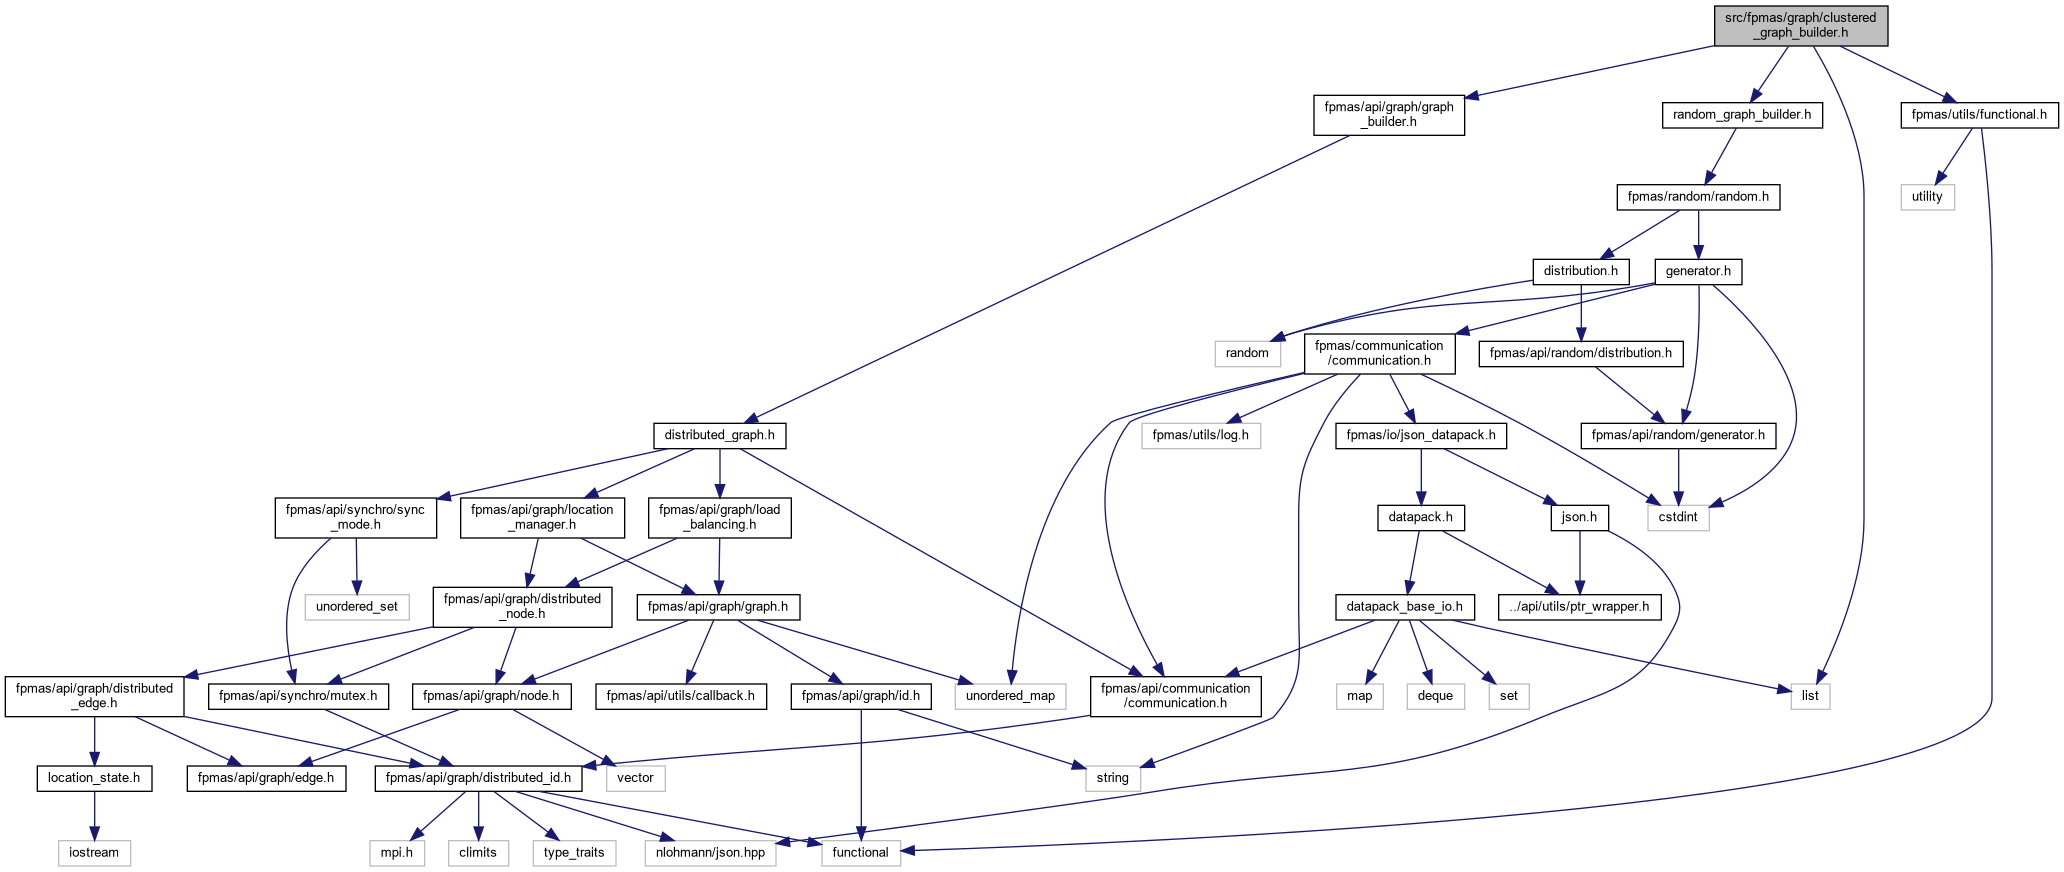 src/fpmas/graph/clustered
_graph_builder.h
fpmas/api/graph/graph
_builder.h
random_graph_builder.h
fpmas/utils/functional.h
fpmas/random/random.h
utility
distribution.h
generator.h
random
fpmas/communication
/communication.h
fpmas/api/random/distribution.h
distributed_graph.h
fpmas/utils/log.h
fpmas/io/json_datapack.h
fpmas/api/random/generator.h
fpmas/api/synchro/sync
_mode.h
fpmas/api/graph/location
_manager.h
fpmas/api/graph/load
_balancing.h
datapack.h
json.h
cstdint
unordered_set
fpmas/api/graph/distributed
_node.h
fpmas/api/graph/graph.h
datapack_base_io.h
../api/utils/ptr_wrapper.h
fpmas/api/graph/distributed
_edge.h
fpmas/api/synchro/mutex.h
fpmas/api/graph/node.h
fpmas/api/utils/callback.h
fpmas/api/graph/id.h
unordered_map
fpmas/api/communication
/communication.h
map
deque
set
list
location_state.h
fpmas/api/graph/edge.h
fpmas/api/graph/distributed_id.h
vector
string
iostream
mpi.h
climits
type_traits
nlohmann/json.hpp
functional